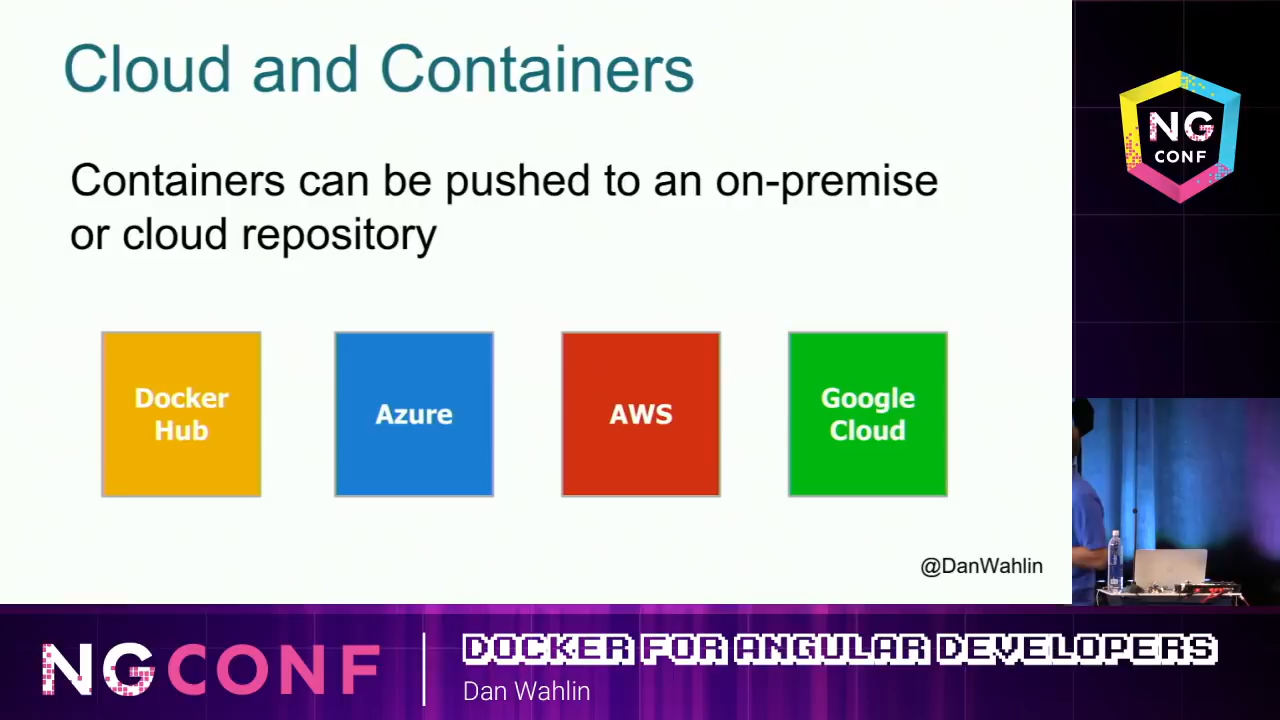 Cloud and Containers
Containers can be pushed to an on-premise
or cloud repository
Docker
Hub
Azure
AWS
Google
Cloud
@DanWahlin
NG
CONF
NGCONF
DOCKER FOR ANGULAR DEVELOPERS
Dan Wahlin